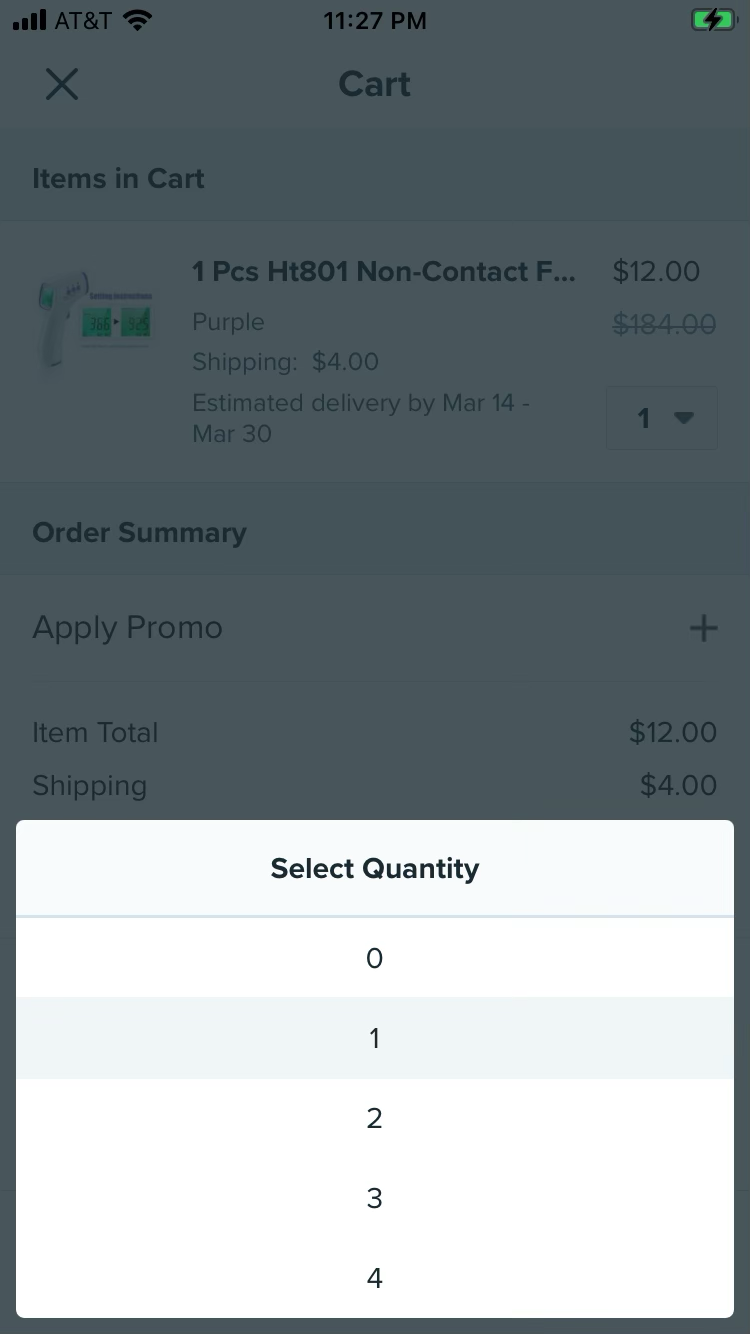 AT&T 11:27 PM
Cart
Items in Cart
1 Pcs Ht801 Non-Contact F... $12.00
Purple $184.00
Shipping: $4.00
Estimated delivery by Mar 14 -
Mar 30
1
Order Summary
Apply Promo +
Item Total $12.00
Shipping $4.00
Select Quantity
0
1
2
3
4